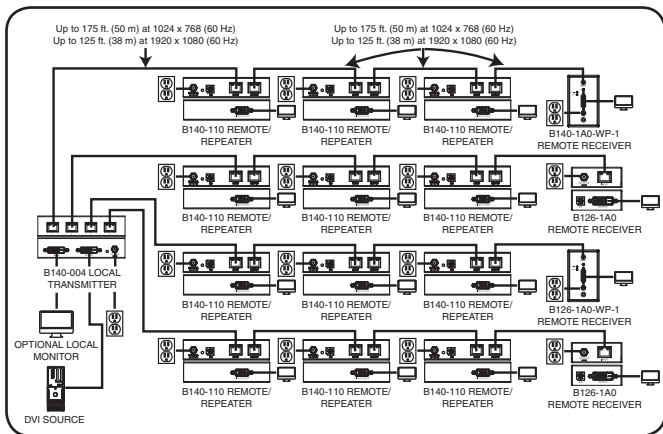 Up to 175 ft. (50 m) at 1024 x 768 (60 Hz)
Up to 125 ft. (38 m) at 1920 x 1080 (60 Hz)
Up to 175 ft. (50 m) at 1024 x 768 (60 Hz)
Up to 125 ft. (38 m) at 1920 x 1080 (60 Hz)
B140-110 REMOTE/
REPEATER
B140-110 REMOTE/
REPEATER
B140-110 REMOTE/
REPEATER
B140-1A0-WP-1
REMOTE RECEIVER
B140-110 REMOTE/
REPEATER
B140-110 REMOTE/
REPEATER
B140-110 REMOTE/
REPEATER
B126-1A0
REMOTE RECEIVER
B140-004 LOCAL
TRANSMITTER
B140-110 REMOTE/
REPEATER
B140-110 REMOTE/
REPEATER
B140-110 REMOTE/
REPEATER
B126-1A0-WP-1
REMOTE RECEIVER
OPTIONAL LOCAL
MONITOR
DVI SOURCE
B140-110 REMOTE/
REPEATER
B140-110 REMOTE/
REPEATER
B140-110 REMOTE/
REPEATER
B126-1A0
REMOTE RECEIVER